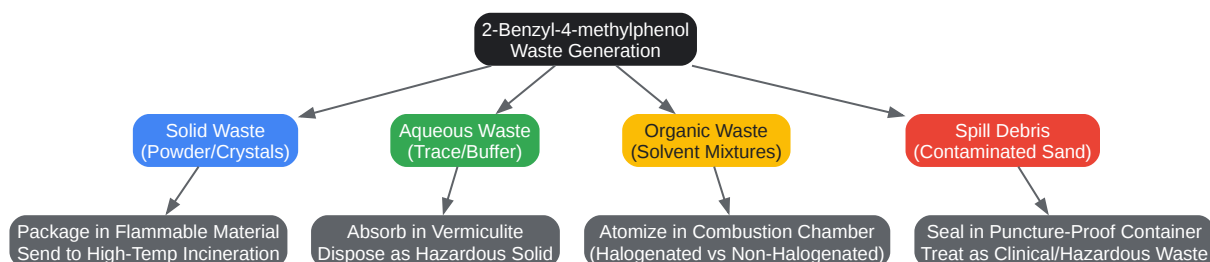 2-Benzyl-4-methylphenol
Waste Generation
Solid Waste
(Powder/Crystals)
Aqueous Waste
(Trace/Buffer)
Organic Waste
(Solvent Mixtures)
Spill Debris
(Contaminated Sand)
Package in Flammable Material
Send to High-Temp Incineration
Absorb in Vermiculite
Dispose as Hazardous Solid
Atomize in Combustion Chamber
(Halogenated vs Non-Halogenated)
Seal in Puncture-Proof Container
Treat as Clinical/Hazardous Waste